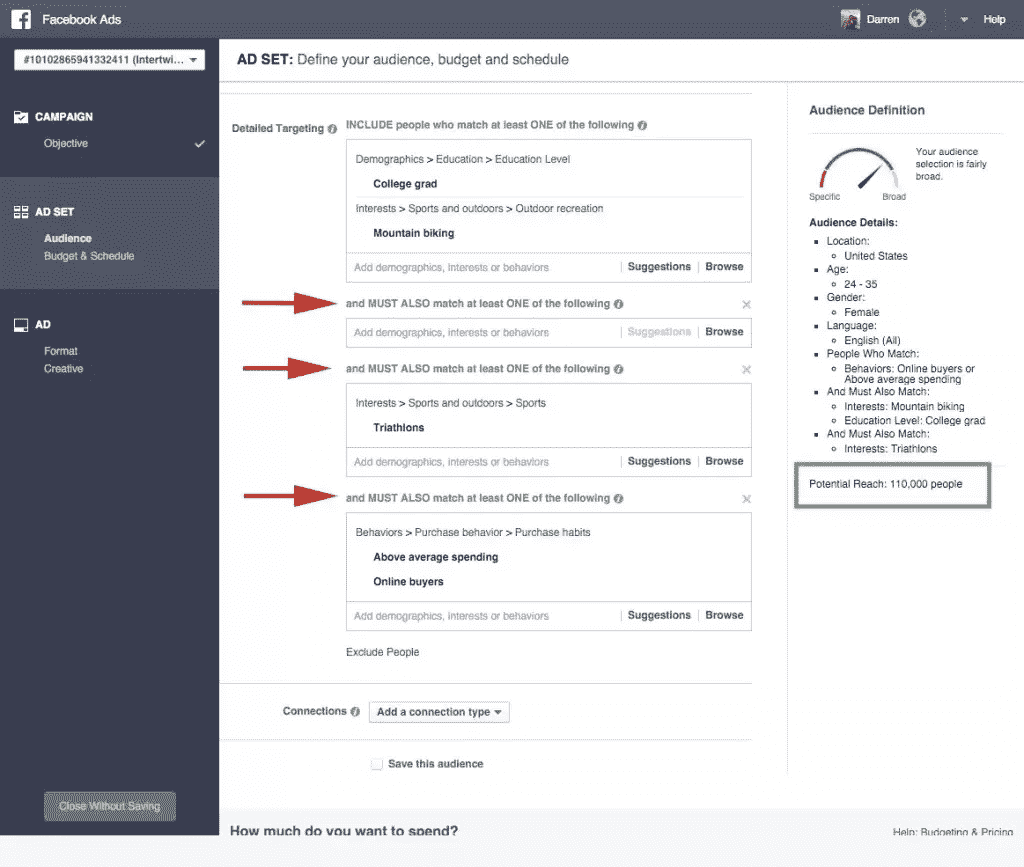 Facebook Ads
Darren
Help
#10102865941332411 (Intertwi...
AD SET: Define your audience, budget and schedule
CAMPAIGN
Objective
AD SET
Audience
Budget & Schedule
AD
Format
Creative
Close Without Saving
Detailed Targeting
INCLUDE people who match at least ONE of the following
Demographics > Education > Education Level
College grad
Interests > Sports and outdoors > Outdoor recreation
Mountain biking
Add demographics, interests or behaviors | Suggestions | Browse
and MUST ALSO match at least ONE of the following
Add demographics, interests or behaviors | Suggestions | Browse
and MUST ALSO match at least ONE of the following
Interests > Sports and outdoors > Sports
Triathlons
Add demographics, interests or behaviors | Suggestions | Browse
and MUST ALSO match at least ONE of the following
Behaviors > Purchase behavior > Purchase habits
Above average spending
Online buyers
Add demographics, interests or behaviors | Suggestions | Browse
Exclude People
Connections
Add a connection type
Save this audience
How much do you want to spend?
Help: Budgeting & Pricing
Audience Definition
Your audience
selection is fairly
broad.
Specific
Broad
Audience Details:
Location:
United States
Age:
24 - 35
Gender:
Female
Language:
English (All)
People Who Match:
Behaviors: Online buyers or
Above average spending
And Must Also Match:
Interests: Mountain biking
Education Level: College grad
And Must Also Match:
Interests: Triathlons
Potential Reach: 110,000 people